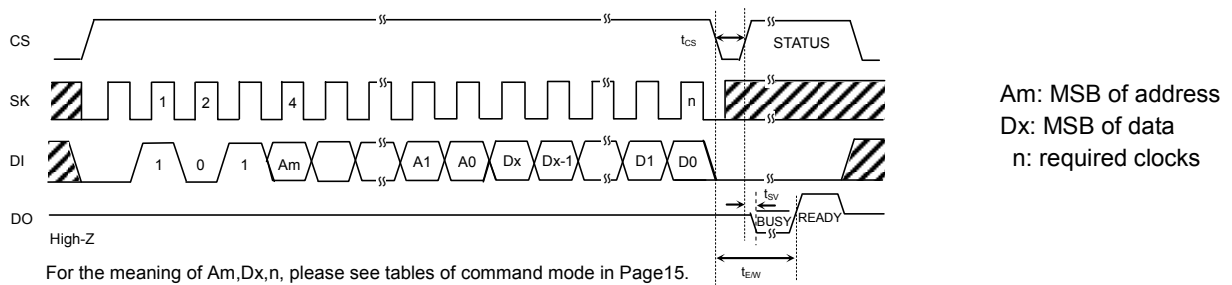 CS
tCS
STATUS
SK
1
2
4
n
Am: MSB of address
Dx: MSB of data
n: required clocks
DI
1
0
1
Am
A1
A0
Dx
Dx-1
D1
D0
tSV
DO
BUSY
READY
High-Z
tE/W
For the meaning of Am,Dx,n, please see tables of command mode in Page15.